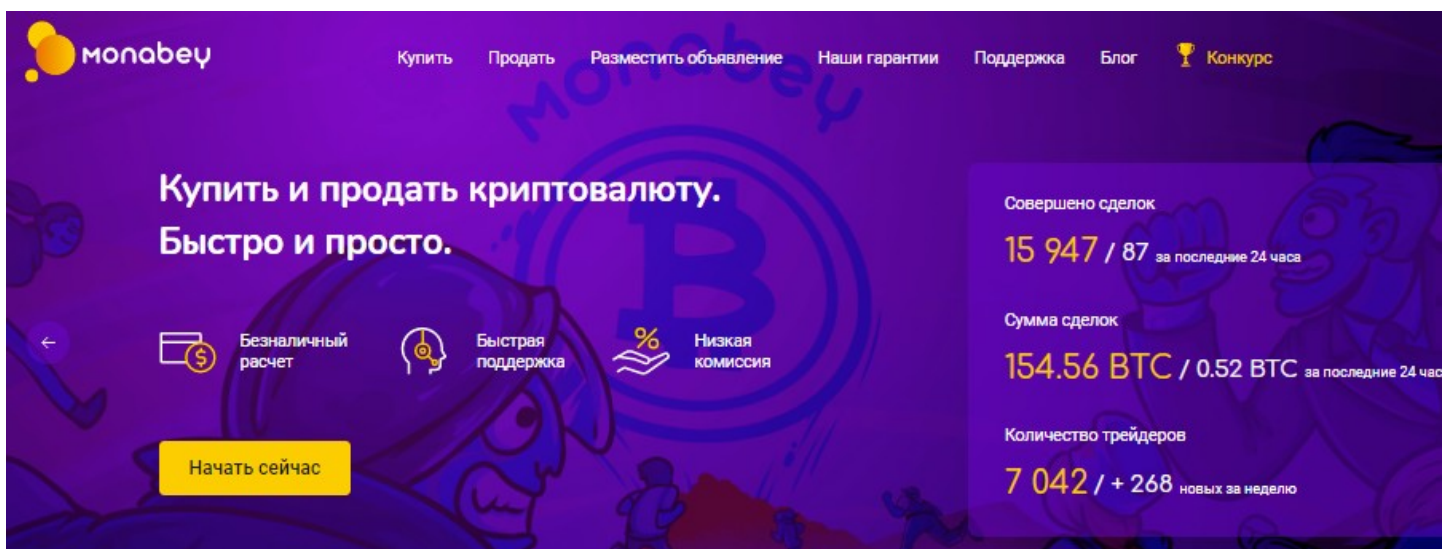 monabey
Купить Продать Разместить объявление Наши гарантии Поддержка Блог Конкурс
monabey
Купить и продать криптовалюту.
Быстро и просто.
Безналичный
расчет
Быстрая
поддержка
Низкая
комиссия
Начать сейчас
Совершено сделок
15 947 / 87 за последние 24 часа
Сумма сделок
154.56 BTC / 0.52 BTC за последние 24 час
Количество трейдеров
7 042 / + 268 новых за неделю